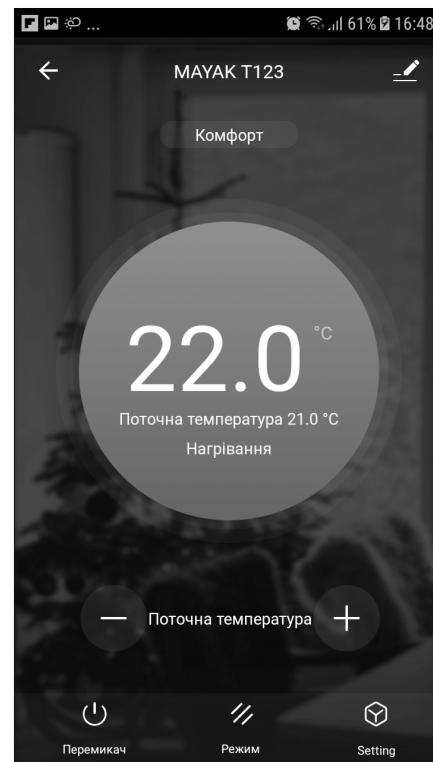 ... 61% 16:48
MAYAK T123
Комфорт
22.0 °C
Поточна температура 21.0 °C
Нагрівання
Поточна температура
Перемикач Режим Setting